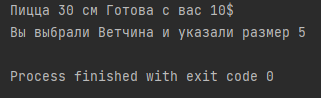 Пицца 30 см Готова с вас 10$
Вы выбрали Ветчина и указали размер 5
Process finished with exit code 0